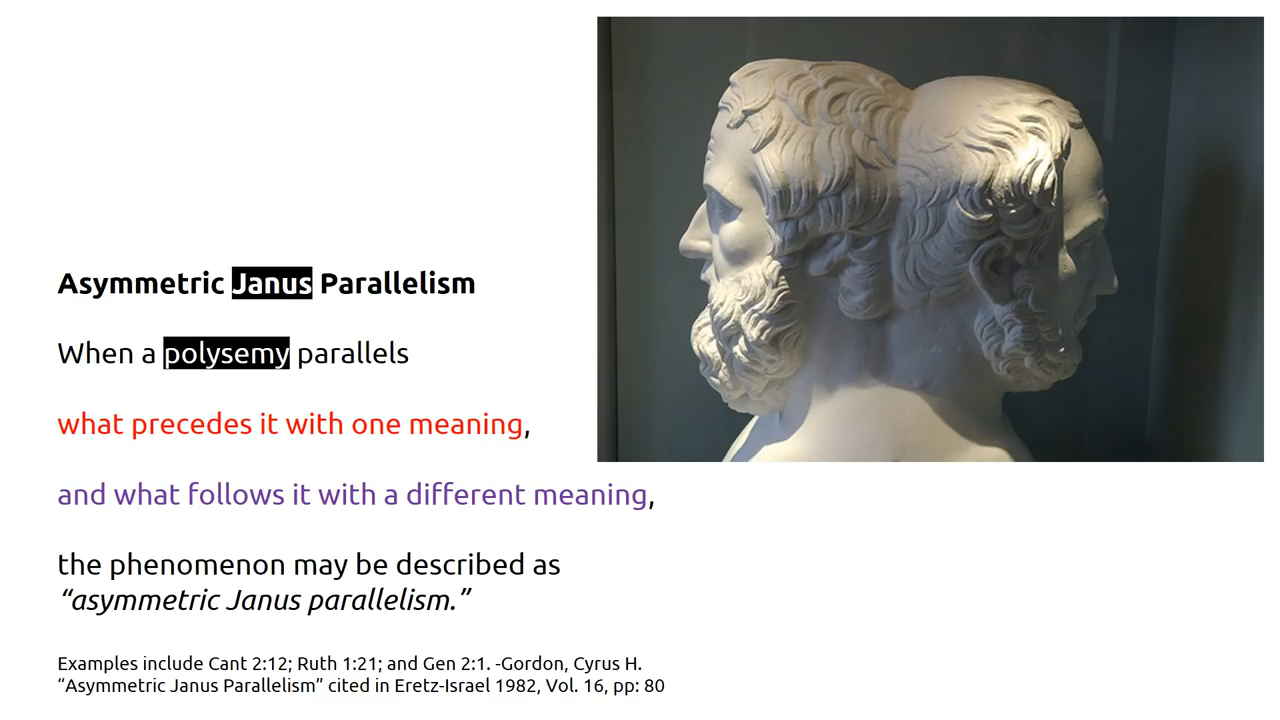 Asymmetric Janus Parallelism
When a polysemy parallels
what precedes it with one meaning,
and what follows it with a different meaning,
the phenomenon may be described as
“asymmetric Janus parallelism.”
Examples include Cant 2:12; Ruth 1:21; and Gen 2:1. -Gordon, Cyrus H.
“Asymmetric Janus Parallelism” cited in Eretz-Israel 1982, Vol. 16, pp: 80